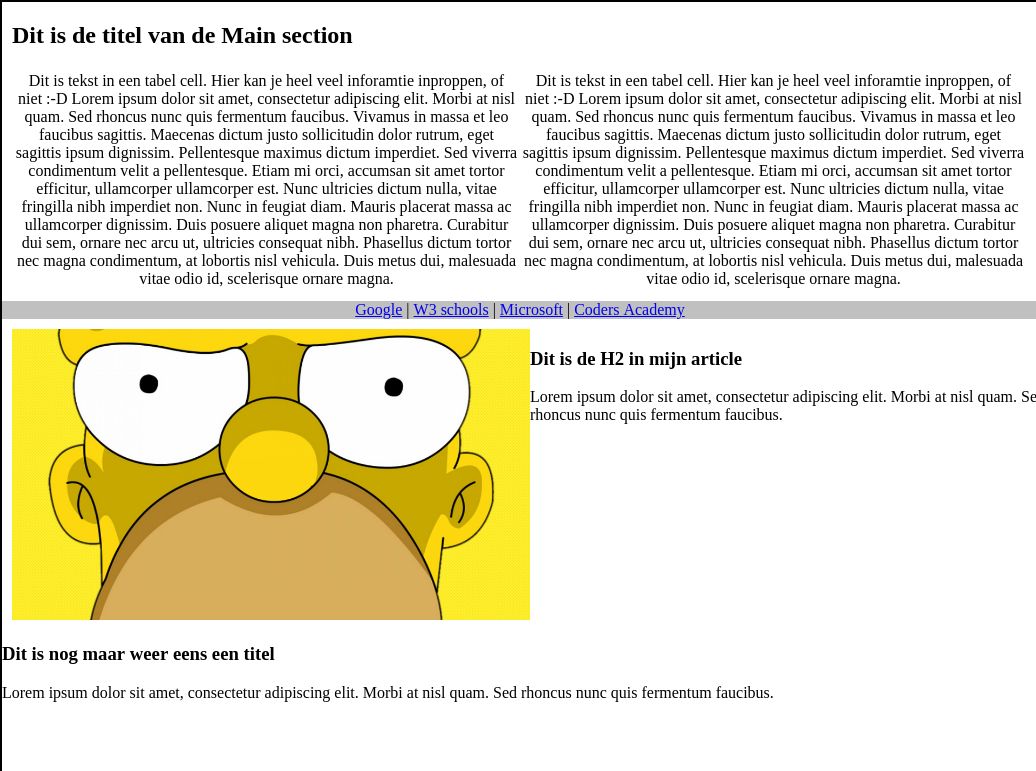 Dit is de titel van de Main section
Dit is tekst in een tabel cell. Hier kan je heel veel inforamtie inproppen, of
niet :-D Lorem ipsum dolor sit amet, consectetur adipiscing elit. Morbi at nisl
quam. Sed rhoncus nunc quis fermentum faucibus. Vivamus in massa et leo
faucibus sagittis. Maecenas dictum justo sollicitudin dolor rutrum, eget
sagittis ipsum dignissim. Pellentesque maximus dictum imperdiet. Sed viverra
condimentum velit a pellentesque. Etiam mi orci, accumsan sit amet tortor
efficitur, ullamcorper ullamcorper est. Nunc ultricies dictum nulla, vitae
fringilla nibh imperdiet non. Nunc in feugiat diam. Mauris placerat massa ac
ullamcorper dignissim. Duis posuere aliquet magna non pharetra. Curabitur
dui sem, ornare nec arcu ut, ultricies consequat nibh. Phasellus dictum tortor
nec magna condimentum, at lobortis nisl vehicula. Duis metus dui, malesuada
vitae odio id, scelerisque ornare magna.
Dit is tekst in een tabel cell. Hier kan je heel veel inforamtie inproppen, of
niet :-D Lorem ipsum dolor sit amet, consectetur adipiscing elit. Morbi at nisl
quam. Sed rhoncus nunc quis fermentum faucibus. Vivamus in massa et leo
faucibus sagittis. Maecenas dictum justo sollicitudin dolor rutrum, eget
sagittis ipsum dignissim. Pellentesque maximus dictum imperdiet. Sed viverra
condimentum velit a pellentesque. Etiam mi orci, accumsan sit amet tortor
efficitur, ullamcorper ullamcorper est. Nunc ultricies dictum nulla, vitae
fringilla nibh imperdiet non. Nunc in feugiat diam. Mauris placerat massa ac
ullamcorper dignissim. Duis posuere aliquet magna non pharetra. Curabitur
dui sem, ornare nec arcu ut, ultricies consequat nibh. Phasellus dictum tortor
nec magna condimentum, at lobortis nisl vehicula. Duis metus dui, malesuada
vitae odio id, scelerisque ornare magna.
Google | W3 schools | Microsoft | Coders Academy
Dit is de H2 in mijn article
Lorem ipsum dolor sit amet, consectetur adipiscing elit. Morbi at nisl quam. Se
rhoncus nunc quis fermentum faucibus.
Dit is nog maar weer eens een titel
Lorem ipsum dolor sit amet, consectetur adipiscing elit. Morbi at nisl quam. Sed rhoncus nunc quis fermentum faucibus.